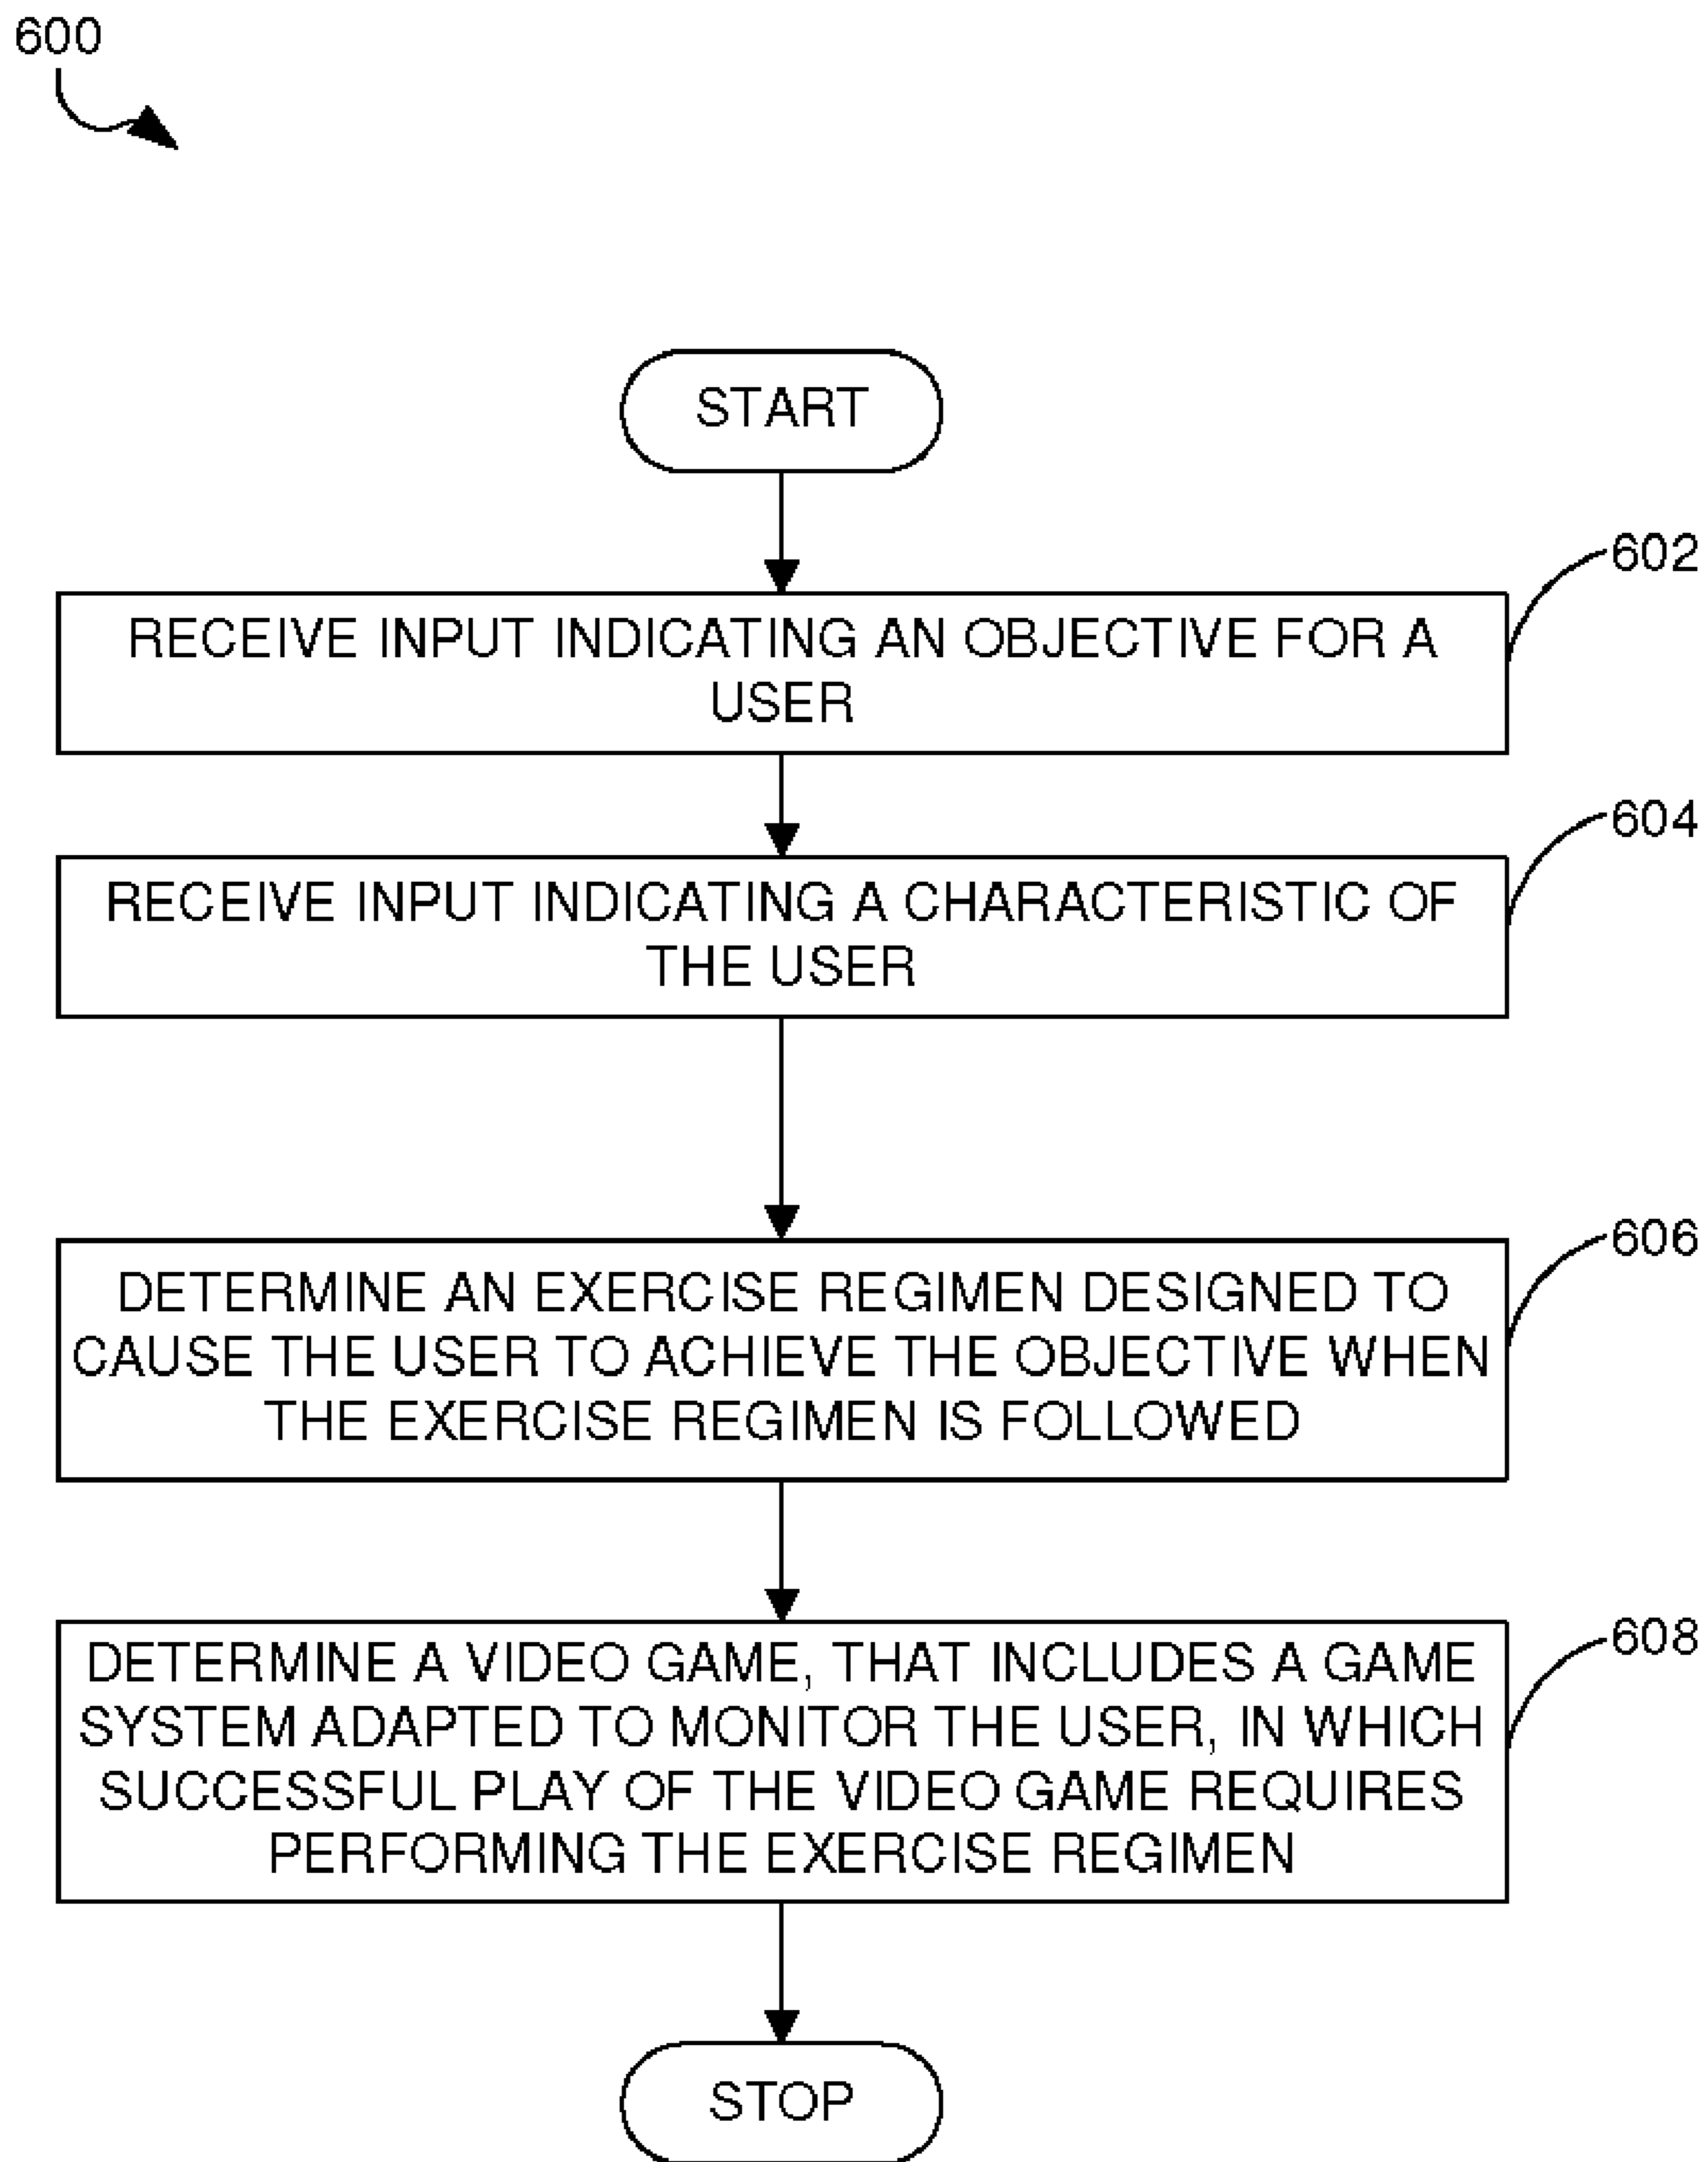 600
START
602
RECEIVE INPUT INDICATING AN OBJECTIVE FOR A
USER
604
RECEIVE INPUT INDICATING A CHARACTERISTIC OF
THE USER
606
DETERMINE AN EXERCISE REGIMEN DESIGNED TO
CAUSE THE USER TO ACHIEVE THE OBJECTIVE WHEN
THE EXERCISE REGIMEN IS FOLLOWED
608
DETERMINE A VIDEO GAME, THAT INCLUDES A GAME
SYSTEM ADAPTED TO MONITOR THE USER, IN WHICH
SUCCESSFUL PLAY OF THE VIDEO GAME REQUIRES
PERFORMING THE EXERCISE REGIMEN
STOP